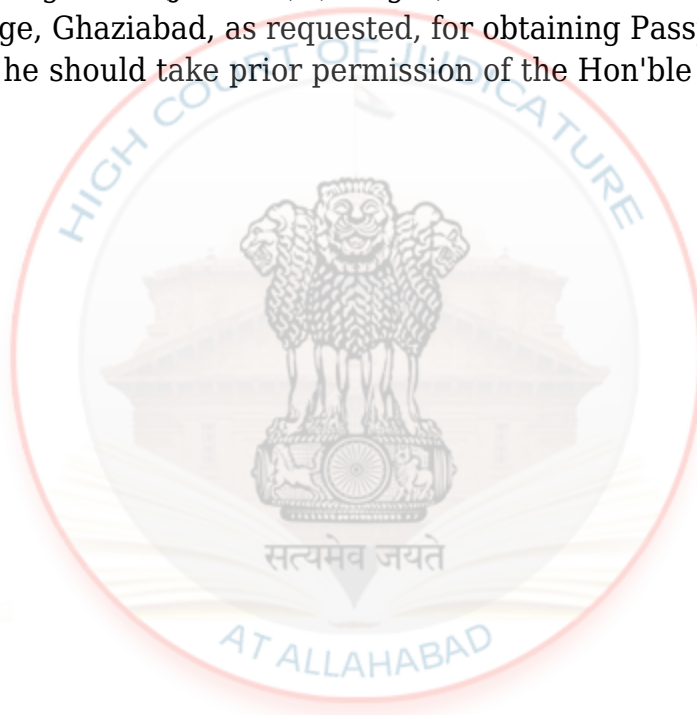 ge, Ghaziabad, as requested, for obtaining Pass
he should take prior permission of the Hon'ble
HIGH COURT OF JUDICATURE
सत्यमेव जयते
AT ALLAHABAD